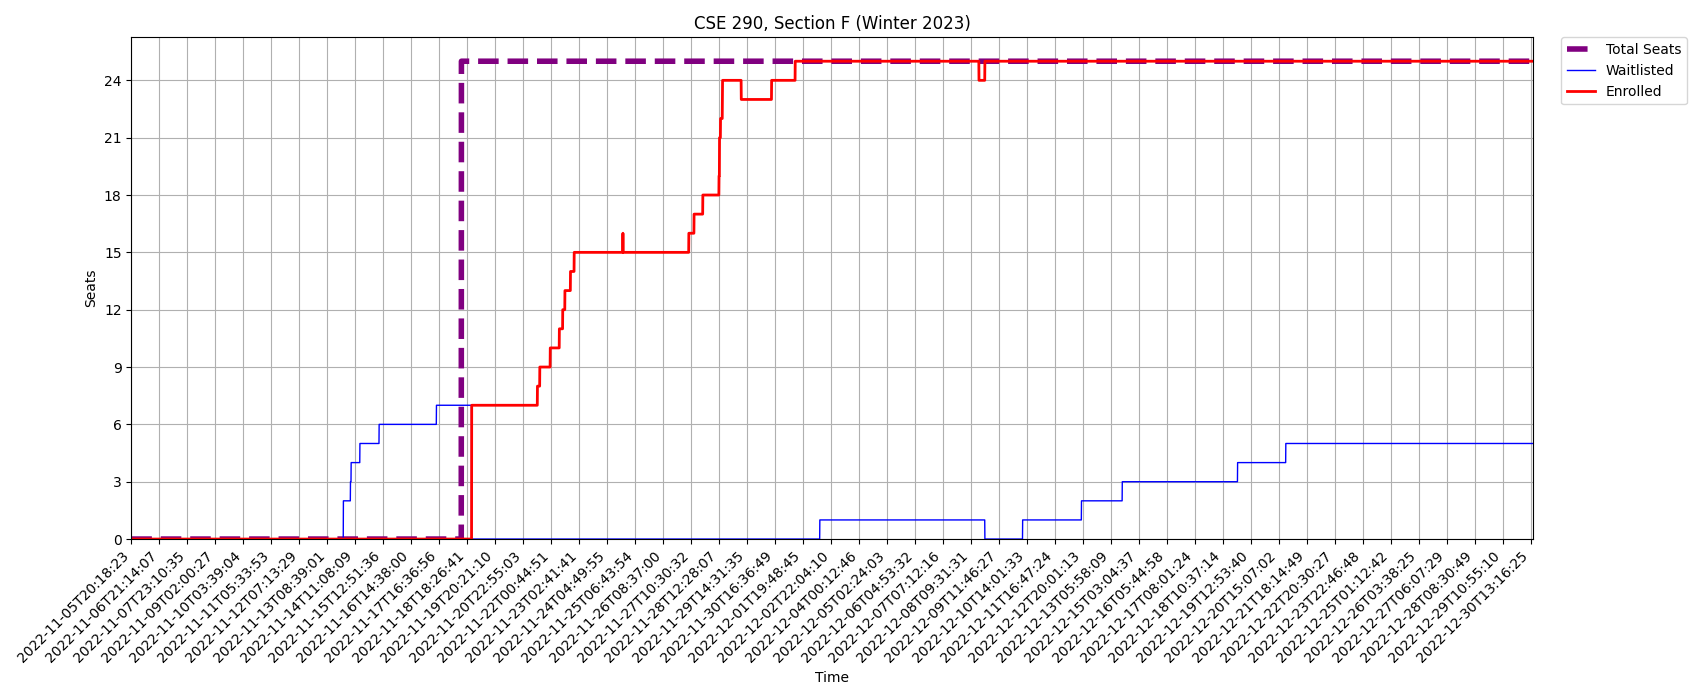 CSE 290, Section F (Winter 2023)
Total Seats
Waitlisted
Enrolled
24
21
18
15
12
9
6
3
0
Seats
2022-11-05T20:18:23
2022-11-06T21:14:07
2022-11-07T23:10:35
2022-11-09T02:00:27
2022-11-10T03:39:04
2022-11-11T05:33:53
2022-11-12T07:13:29
2022-11-13T08:39:01
2022-11-14T11:08:09
2022-11-15T12:51:36
2022-11-16T14:38:00
2022-11-17T16:36:56
2022-11-18T18:26:41
2022-11-19T20:21:10
2022-11-20T22:55:03
2022-11-22T00:44:51
2022-11-23T02:41:41
2022-11-24T04:49:55
2022-11-25T06:43:54
2022-11-26T08:37:00
2022-11-27T10:30:32
2022-11-28T12:28:07
2022-11-29T14:31:35
2022-11-30T16:36:49
2022-12-01T19:48:45
2022-12-02T22:04:10
2022-12-04T00:12:46
2022-12-05T02:24:03
2022-12-06T04:53:32
2022-12-07T07:12:16
2022-12-08T09:31:31
2022-12-09T11:46:27
2022-12-10T14:01:33
2022-12-11T16:47:24
2022-12-12T20:01:13
2022-12-13T23:58:09
2022-12-15T03:04:37
2022-12-16T05:44:58
2022-12-17T08:01:24
2022-12-18T10:37:14
2022-12-19T12:53:40
2022-12-20T15:07:02
2022-12-21T18:14:49
2022-12-22T20:30:27
2022-12-23T22:46:48
2022-12-25T01:12:42
2022-12-26T03:38:25
2022-12-27T06:07:29
2022-12-28T08:30:49
2022-12-29T10:55:10
2022-12-30T13:16:25
Time